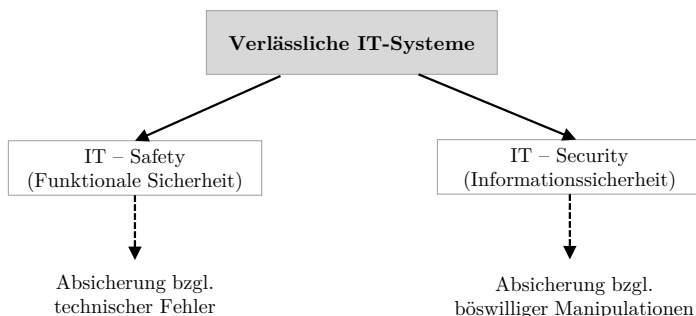 Verlässliche IT-Systeme
IT – Safety
(Funktionale Sicherheit)
IT – Security
(Informationssicherheit)
Absicherung bzgl.
technischer Fehler
Absicherung bzgl.
böswilliger Manipulationen